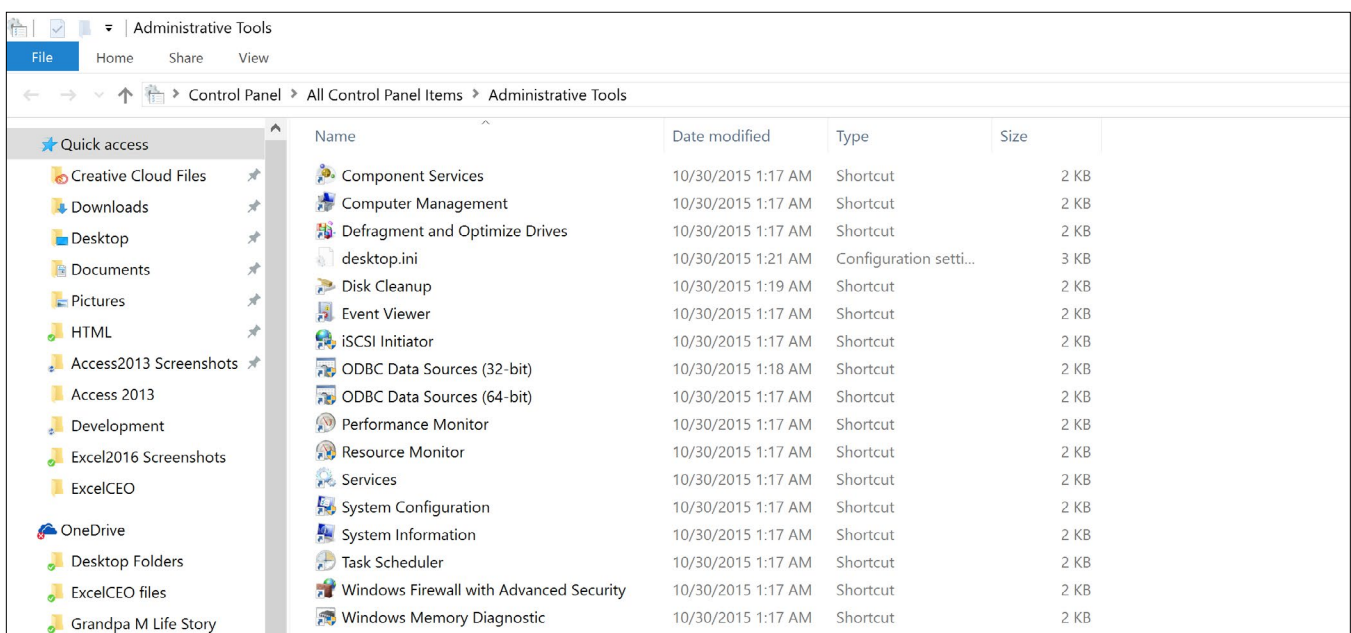 Administrative Tools
File Home Share View
Control Panel > All Control Panel Items > Administrative Tools
Quick access
Creative Cloud Files
Downloads
Desktop
Documents
Pictures
HTML
Access2013 Screenshots
Access 2013
Development
Excel2016 Screenshots
ExcelCEO
OneDrive
Desktop Folders
ExcelCEO files
Grandpa M Life Story
Name Date modified Type Size
Component Services 10/30/2015 1:17 AM Shortcut 2 KB
Computer Management 10/30/2015 1:17 AM Shortcut 2 KB
Defragment and Optimize Drives 10/30/2015 1:17 AM Shortcut 2 KB
desktop.ini 10/30/2015 1:21 AM Configuration setti... 3 KB
Disk Cleanup 10/30/2015 1:19 AM Shortcut 2 KB
Event Viewer 10/30/2015 1:17 AM Shortcut 2 KB
iSCSI Initiator 10/30/2015 1:17 AM Shortcut 2 KB
ODBC Data Sources (32-bit) 10/30/2015 1:18 AM Shortcut 2 KB
ODBC Data Sources (64-bit) 10/30/2015 1:17 AM Shortcut 2 KB
Performance Monitor 10/30/2015 1:17 AM Shortcut 2 KB
Resource Monitor 10/30/2015 1:17 AM Shortcut 2 KB
Services 10/30/2015 1:17 AM Shortcut 2 KB
System Configuration 10/30/2015 1:17 AM Shortcut 2 KB
System Information 10/30/2015 1:17 AM Shortcut 2 KB
Task Scheduler 10/30/2015 1:17 AM Shortcut 2 KB
Windows Firewall with Advanced Security 10/30/2015 1:17 AM Shortcut 2 KB
Windows Memory Diagnostic 10/30/2015 1:17 AM Shortcut 2 KB